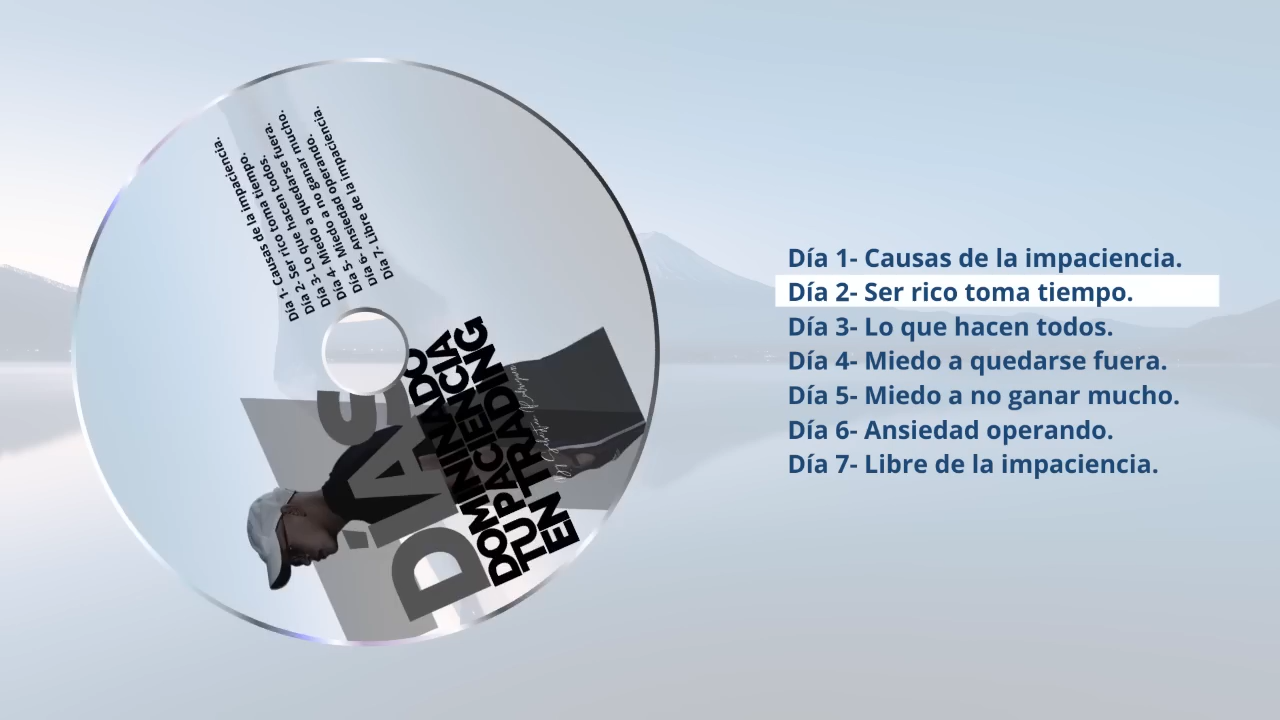 Día 1- Causas de la impaciencia.
Día 2- Ser rico toma tiempo.
Día 3- Lo que hacen todos.
Día 4- Miedo a quedarse fuera.
Día 5- Miedo a no ganar mucho.
Día 6- Ansiedad operando.
Día 7- Libre de la impaciencia.
DÍAS
DOMININADO
TU PACIENCIA
EN TRADING
Día 1- Causas de la impaciencia.
Día 2- Ser rico toma tiempo.
Día 3- Lo que hacen todos.
Día 4- Miedo a quedarse fuera.
Día 5- Miedo a no ganar mucho.
Día 6- Ansiedad operando.
Día 7- Libre de la impaciencia.